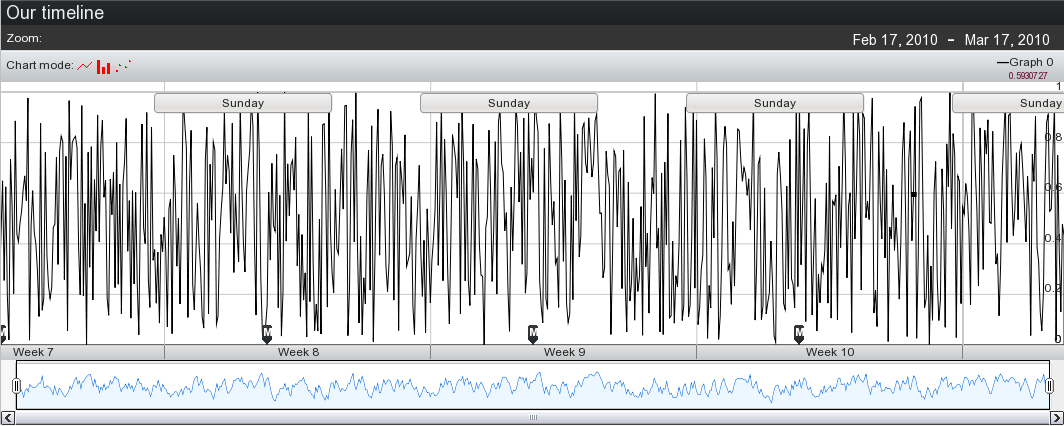 Our timeline
Zoom:
Feb 17, 2010 - Mar 17, 2010
Chart mode:
Graph 0
0.5930727
1
Sunday Sunday Sunday Sunday
0.8
0.6
0.4
0.2
M M M M
0
Week 7 Week 8 Week 9 Week 10